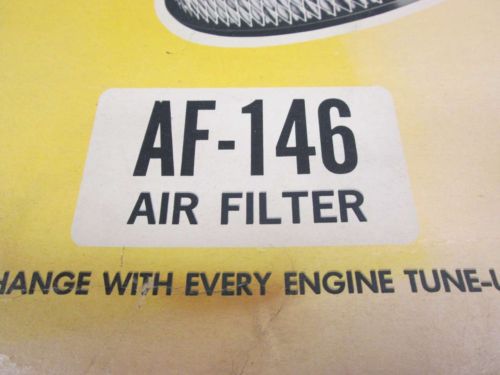 AF-146
AIR FILTER
HANGE WITH EVERY ENGINE TUNE-U